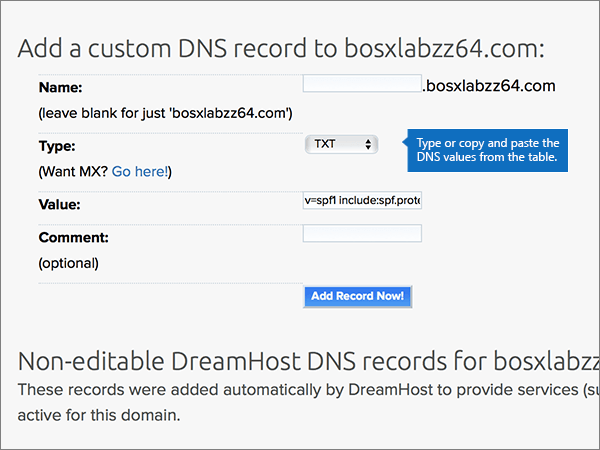 Add a custom DNS record to bosxlabzz64.com:
Name:
.bosxlabzz64.com
(leave blank for just 'bosxlabzz64.com')
Type:
TXT
Type or copy and paste the
DNS values from the table.
(Want MX? Go here!)
Value:
v=spf1 include:spf.prote
Comment:
(optional)
Add Record Now!
Non-editable DreamHost DNS records for bosxlabzz
These records were added automatically by DreamHost to provide services (su
active for this domain.